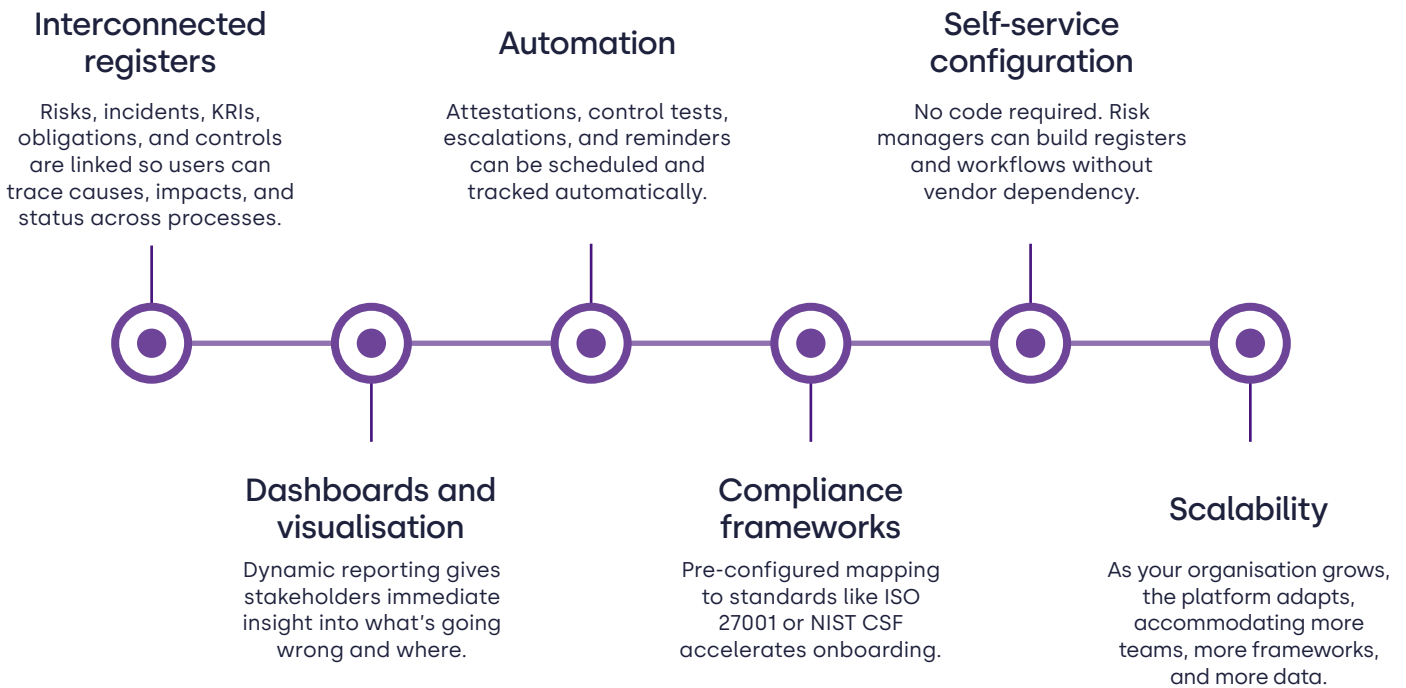 Interconnected
registers
Risks, incidents, KRIs,
obligations, and controls
are linked so users can
trace causes, impacts, and
status across processes.
Dashboards and
visualisation
Dynamic reporting gives
stakeholders immediate
insight into what's going
wrong and where.
Automation
Attestations, control tests,
escalations, and reminders
can be scheduled and
tracked automatically.
Compliance
frameworks
Pre-configured mapping
to standards like ISO
27001 or NIST CSF
accelerates onboarding.
Self-service
configuration
No code required. Risk
managers can build registers
and workflows without
vendor dependency.
Scalability
As your organisation grows,
the platform adapts,
accommodating more
teams, more frameworks,
and more data.